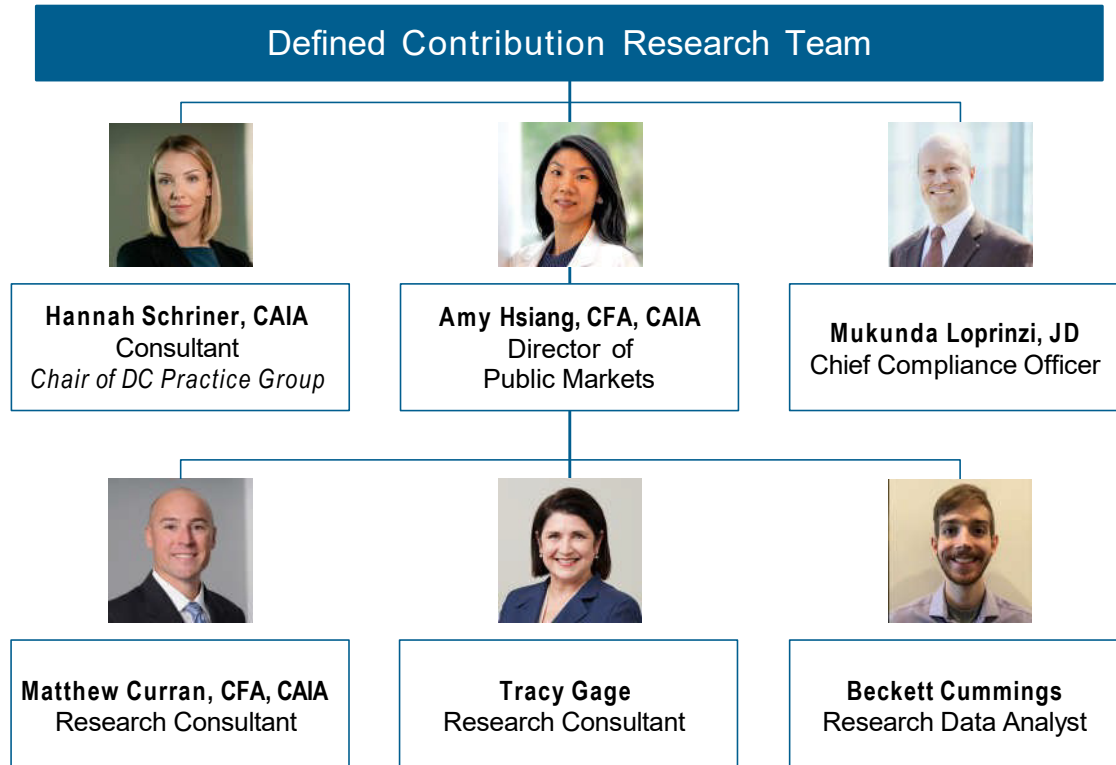 Defined Contribution Research Team
Hannah Schriner, CAIA
Consultant
Chair of DC Practice Group
Amy Hsiang, CFA, CAIA
Director of
Public Markets
Mukunda Loprinzi, JD
Chief Compliance Officer
Matthew Curran, CFA, CAIA
Research Consultant
Tracy Gage
Research Consultant
Beckett Cummings
Research Data Analyst